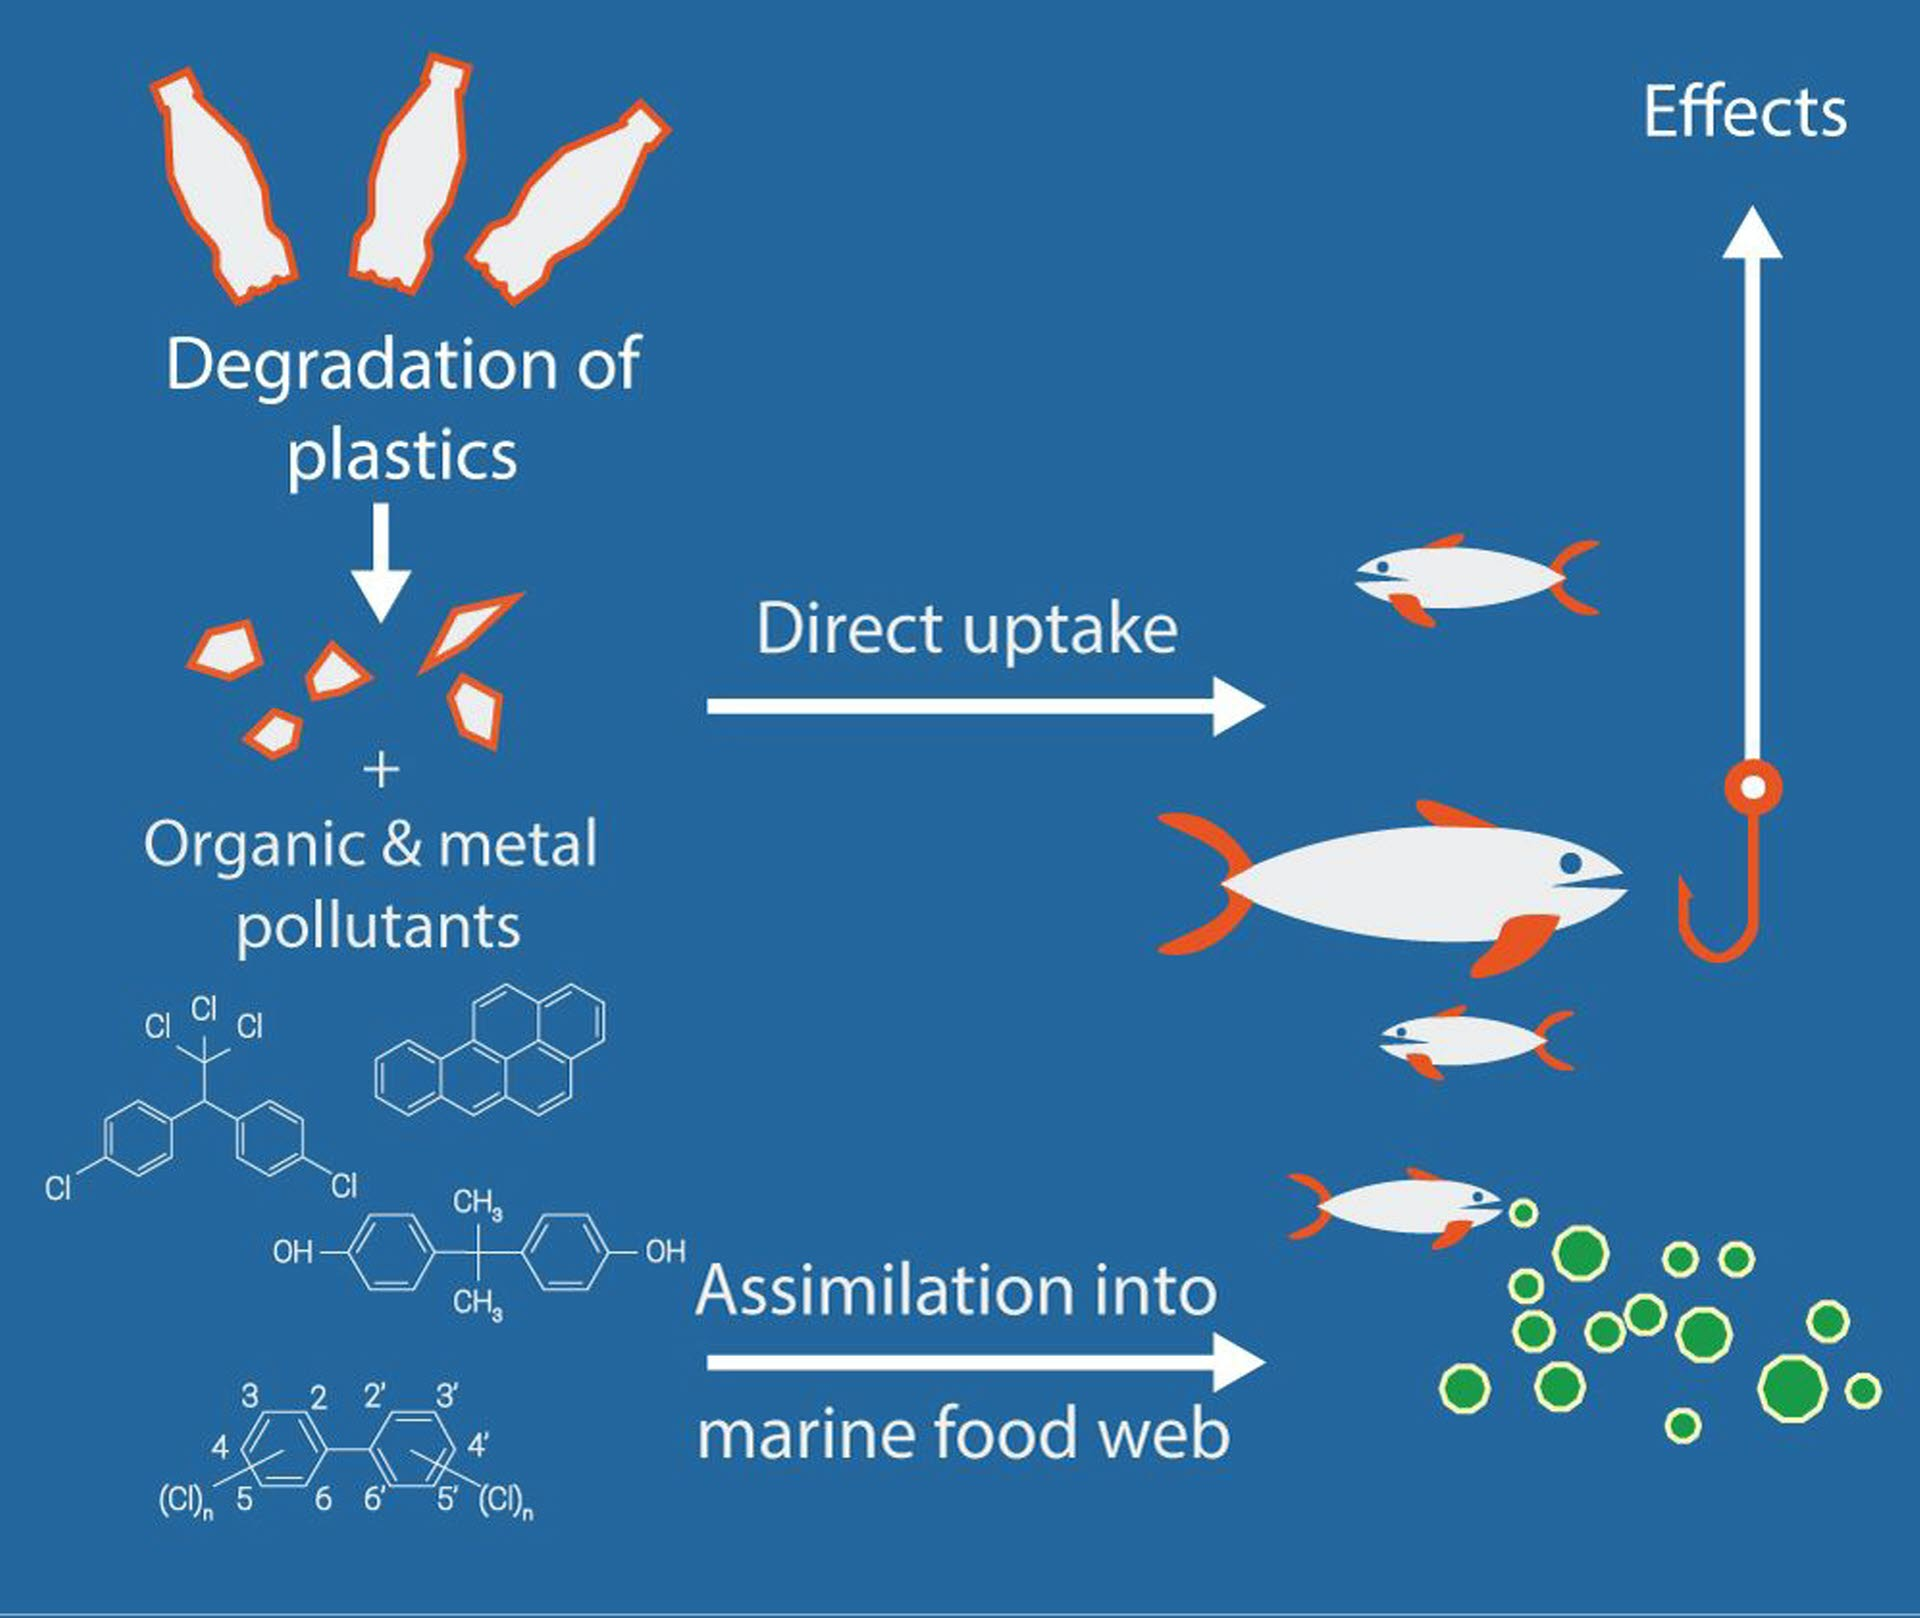 Effects
Degradation of
plastics
Direct uptake
+
Organic & metal
pollutants
Cl
Cl Cl
Cl Cl
CH3
OH OH
CH3
Assimilation into
marine food web
3 2 2' 3'
4 4'
(Cl)n 5 6 6' 5' (Cl)n